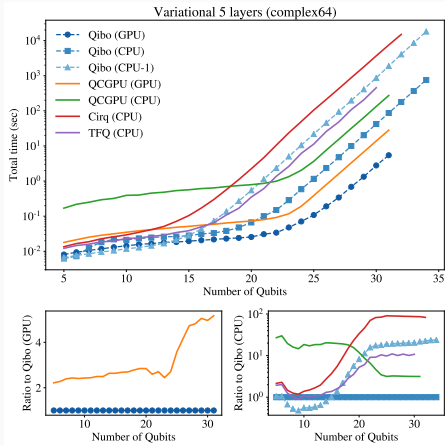 Variational 5 layers (complex64)
Total time (sec)
10^4
10^3
10^2
10^1
10^0
10^-1
10^-2
Qibo (GPU)
Qibo (CPU)
Qibo (CPU-1)
QCGPU (GPU)
QCGPU (CPU)
Cirq (CPU)
TFQ (CPU)
5 10 15 20 25 30 35
Number of Qubits
Ratio to Qibo (GPU)
4
2
10 20 30
Number of Qubits
Ratio to Qibo (CPU)
10^2
10^1
10^0
10 20 30
Number of Qubits